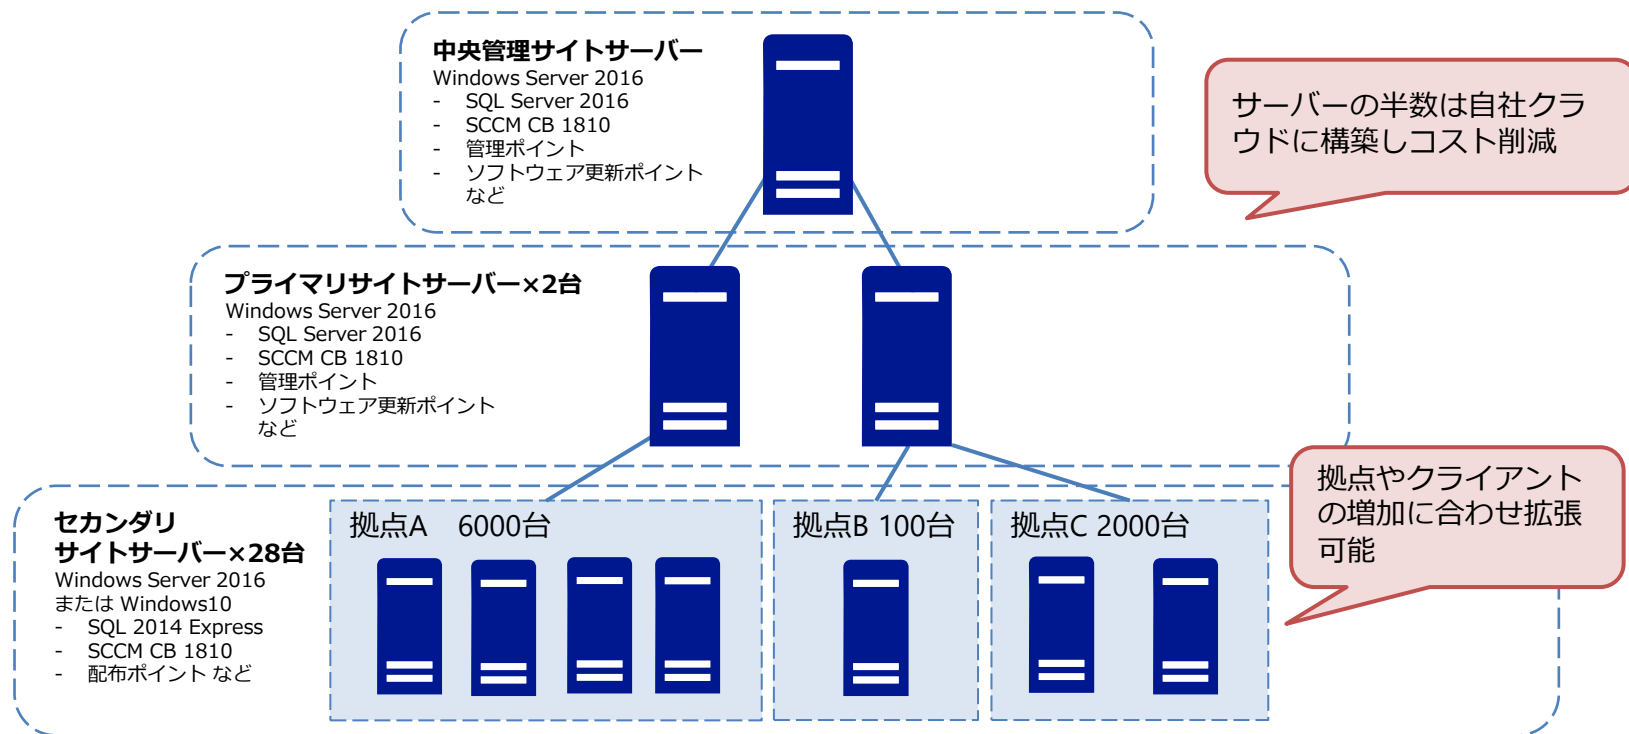 中央管理サイトサーバー
Windows Server 2016
- SQL Server 2016
- SCCM CB 1810
- 管理ポイント
- ソフトウェア更新ポイント
など
サーバーの半数は自社クラ
ウドに構築しコスト削減
プライマリサイトサーバー×2台
Windows Server 2016
- SQL Server 2016
- SCCM CB 1810
- 管理ポイント
- ソフトウェア更新ポイント
など
セカンダリ
サイトサーバー×28台
Windows Server 2016
または Windows10
- SQL 2014 Express
- SCCM CB 1810
- 配布ポイント など
拠点A 6000台
拠点B 100台
拠点C 2000台
拠点やクライアント
の増加に合わせ拡張
可能